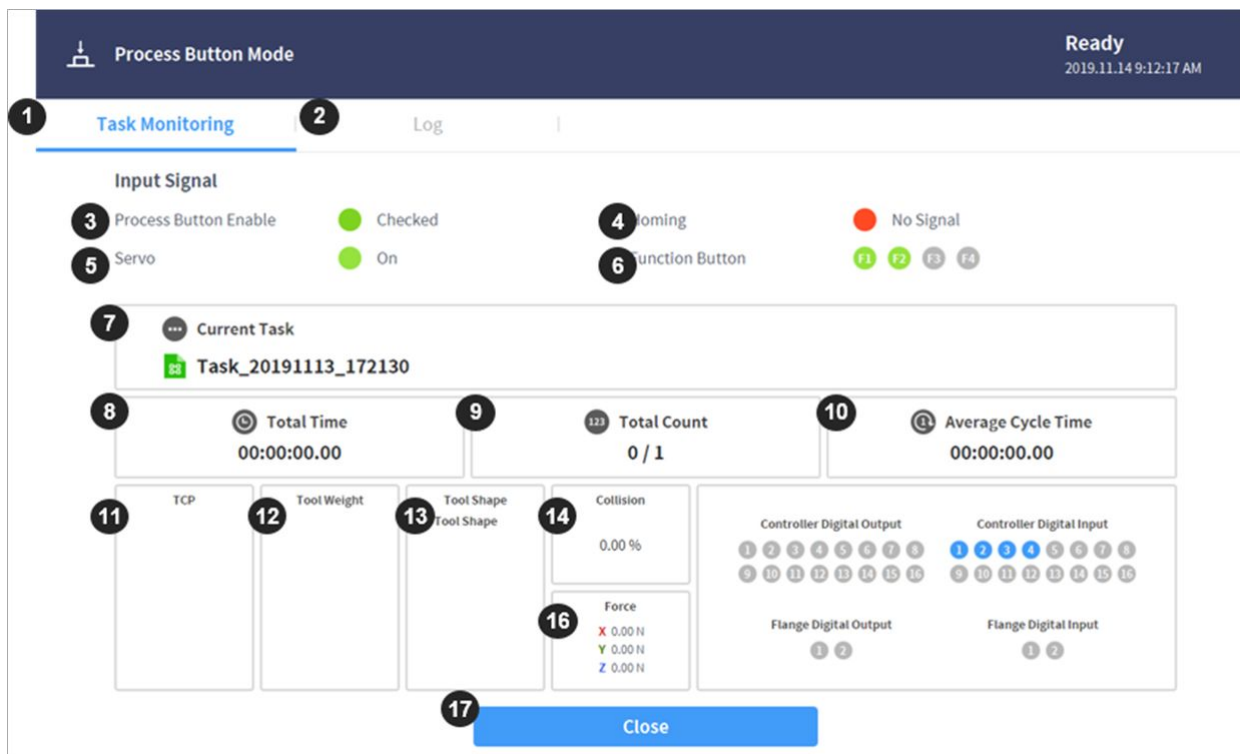 Process Button Mode
Ready
2019.11.14 9:12:17 AM
1 Task Monitoring 2 Log
Input Signal
3 Process Button Enable Checked 4 oming No Signal
5 Servo On 6 unction Button F1 F2 F3 F4
7 Current Task
Task_20191113_172130
8 Total Time 9 123 Total Count 10 Average Cycle Time
00:00:00.00 0 / 1 00:00:00.00
11 TCP 12 Tool Weight 13 Tool Shape 14 Collision
Tool Shape
0.00 %
Controller Digital Output Controller Digital Input
1 2 3 4 5 6 7 8 1 2 3 4 5 6 7 8
9 10 11 12 13 14 15 16 9 10 11 12 13 14 15 16
16 Force
X 0.00 N
Y 0.00 N
Z 0.00 N
Flange Digital Output Flange Digital Input
1 2 1 2
17 Close